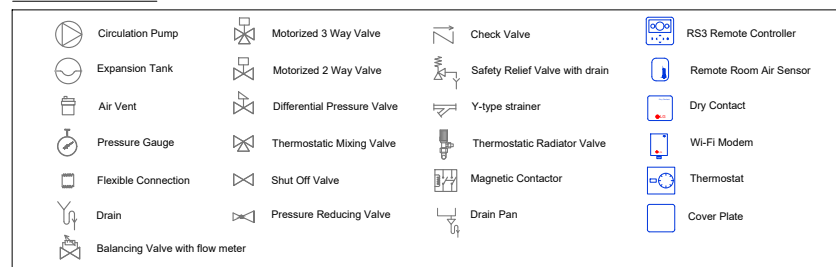 Circulation Pump
Expansion Tank
Air Vent
Pressure Gauge
Flexible Connection
Drain
Balancing Valve with flow meter
Motorized 3 Way Valve
Motorized 2 Way Valve
Differential Pressure Valve
Thermostatic Mixing Valve
Shut Off Valve
Pressure Reducing Valve
Check Valve
Safety Relief Valve with drain
Y-type strainer
Thermostatic Radiator Valve
Magnetic Contactor
Drain Pan
RS3 Remote Controller
Remote Room Air Sensor
Dry Contact
Wi-Fi Modem
Thermostat
Cover Plate